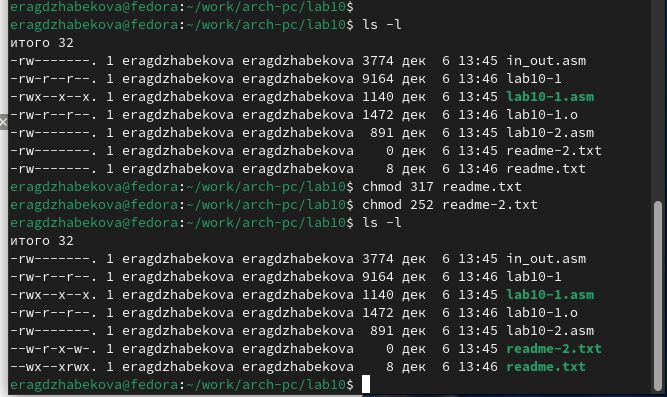 eragdzhabekova@fedora:~/work/arch-pc/lab10$
eragdzhabekova@fedora:~/work/arch-pc/lab10$ ls -l
итого 32
-rw-------. 1 eragdzhabekova eragdzhabekova 3774 дек  6 13:45 in_out.asm
-rw-r--r--. 1 eragdzhabekova eragdzhabekova 9164 дек  6 13:46 lab10-1
-rwx--x--x. 1 eragdzhabekova eragdzhabekova 1140 дек  6 13:45 lab10-1.asm
-rw-r--r--. 1 eragdzhabekova eragdzhabekova 1472 дек  6 13:46 lab10-1.o
-rw-------. 1 eragdzhabekova eragdzhabekova  891 дек  6 13:45 lab10-2.asm
-rw-------. 1 eragdzhabekova eragdzhabekova    0 дек  6 13:45 readme-2.txt
-rw-------. 1 eragdzhabekova eragdzhabekova    8 дек  6 13:46 readme.txt
eragdzhabekova@fedora:~/work/arch-pc/lab10$ chmod 317 readme.txt
eragdzhabekova@fedora:~/work/arch-pc/lab10$ chmod 252 readme-2.txt
eragdzhabekova@fedora:~/work/arch-pc/lab10$ ls -l
итого 32
-rw-------. 1 eragdzhabekova eragdzhabekova 3774 дек  6 13:45 in_out.asm
-rw-r--r--. 1 eragdzhabekova eragdzhabekova 9164 дек  6 13:46 lab10-1
-rwx--x--x. 1 eragdzhabekova eragdzhabekova 1140 дек  6 13:45 lab10-1.asm
-rw-r--r--. 1 eragdzhabekova eragdzhabekova 1472 дек  6 13:46 lab10-1.o
-rw-------. 1 eragdzhabekova eragdzhabekova  891 дек  6 13:45 lab10-2.asm
--w-r-x-w-. 1 eragdzhabekova eragdzhabekova    0 дек  6 13:45 readme-2.txt
--wx--xrwx. 1 eragdzhabekova eragdzhabekova    8 дек  6 13:46 readme.txt
eragdzhabekova@fedora:~/work/arch-pc/lab10$